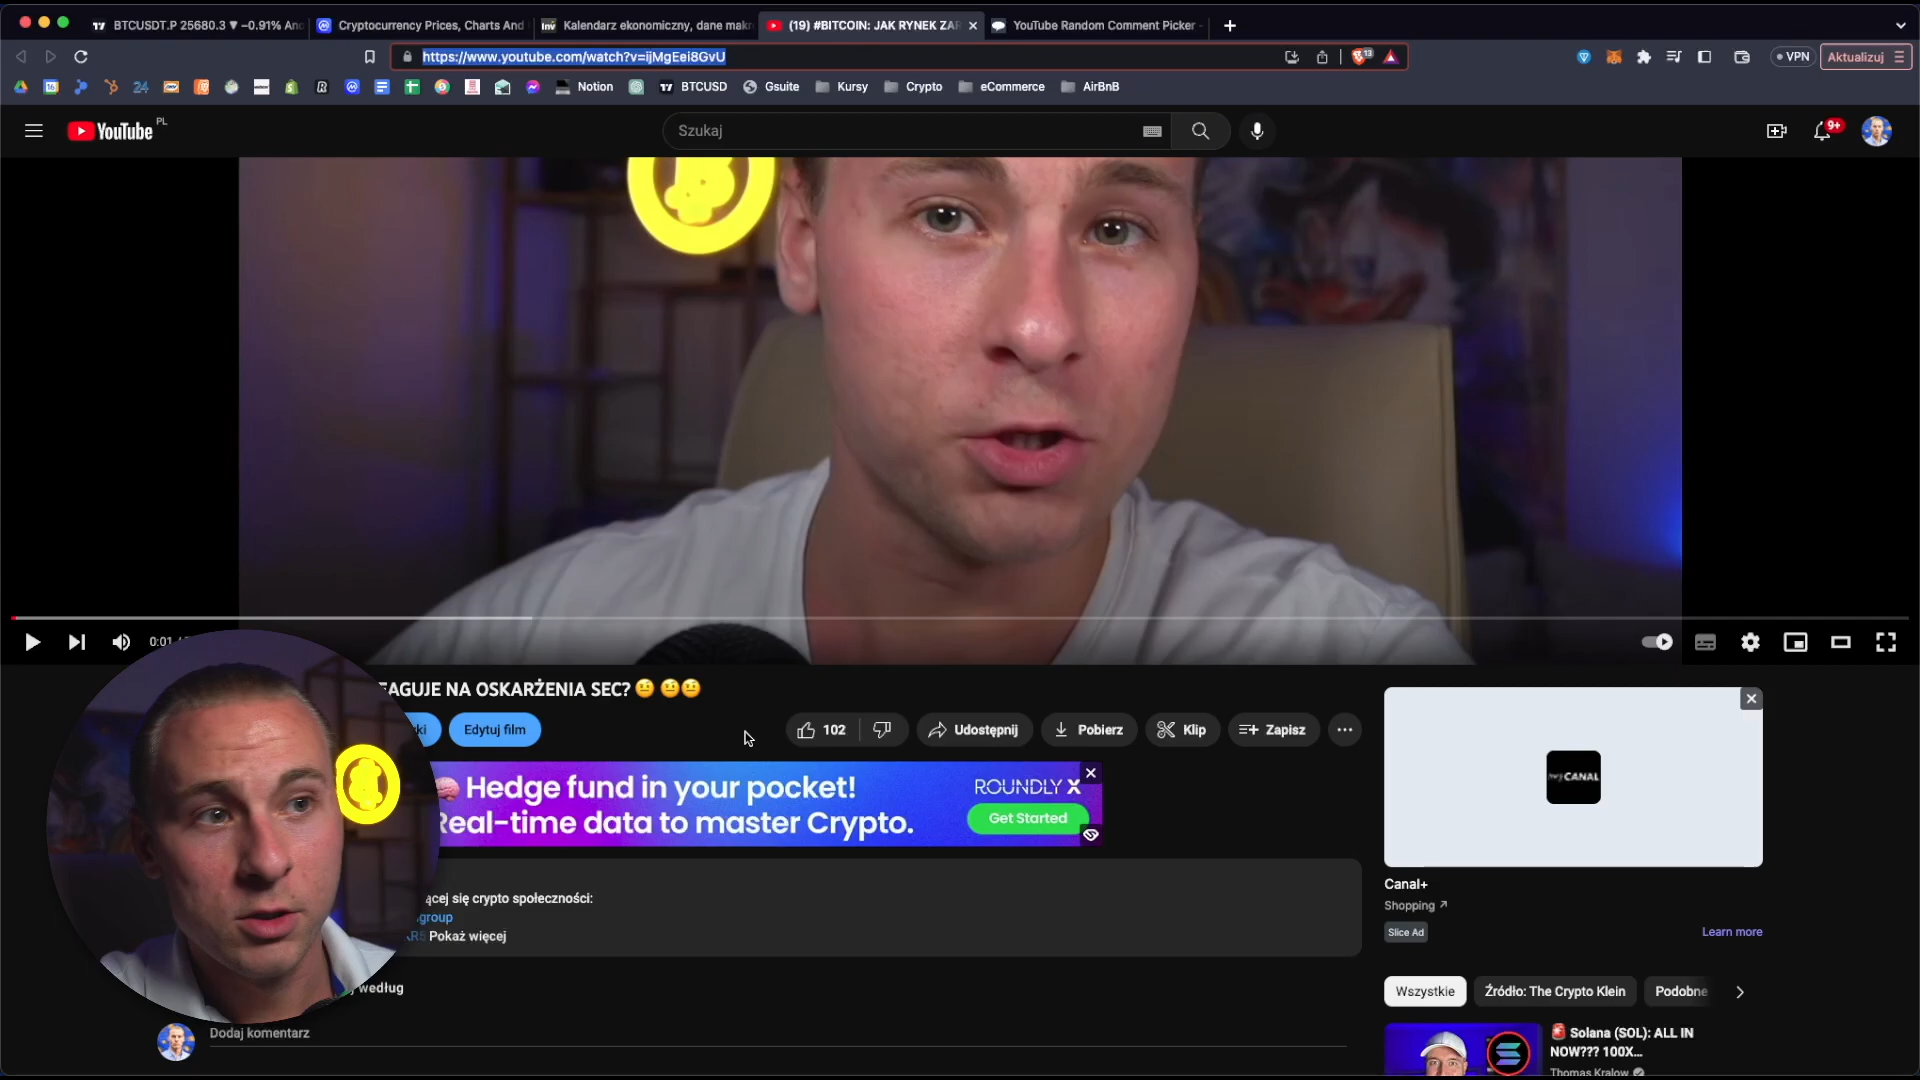 BTCUSDT.P 25680.3 ▼ −0.91% Ano
Cryptocurrency Prices, Charts And
Kalendarz ekonomiczny, dane makr
(19) #BITCOIN: JAK RYNEK ZAR
YouTube Random Comment Picker -
https://www.youtube.com/watch?v=ijMgEei8GvU
13
VPN
Aktualizuj
16
24
Notion
BTCUSD
Gsuite
Kursy
Crypto
eCommerce
AirBnB
YouTube PL
Szukaj
9+
0:01
EAGUJE NA OSKARŻENIA SEC?🤨 🤨🤨
ki
Edytuj film
102
Udostępnij
Pobierz
Klip
Zapisz
🧠 Hedge fund in your pocket!
Real-time data to master Crypto.
ROUNDLY X
Get Started
ącej się crypto społeczności:
group
Pokaż więcej
według
Dodaj komentarz
CANAL
Canal+
Shopping ↗
Slice Ad
Learn more
Wszystkie
Źródło: The Crypto Klein
Podobne
🚨 Solana (SOL): ALL IN
NOW??? 100X...
Thomas Kralow